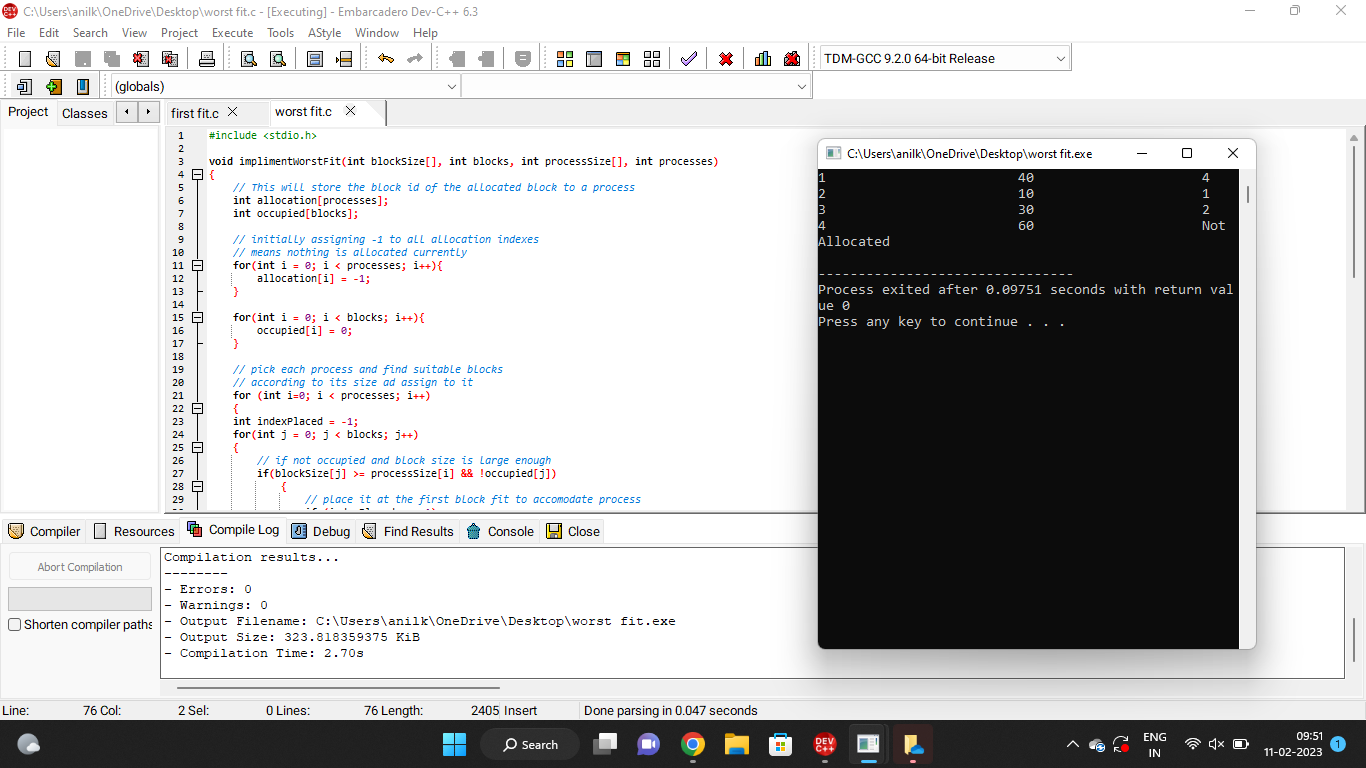 C:\Users\anilk\OneDrive\Desktop\worst fit.c - [Executing] - Embarcadero Dev-C++ 6.3
File Edit Search View Project Execute Tools AStyle Window Help
TDM-GCC 9.2.0 64-bit Release
(globals)
Project Classes
first fit.c worst fit.c
1 #include <stdio.h>
2
3 void implimentWorstFit(int blockSize[], int blocks, int processSize[], int processes)
4 {
5 // This will store the block id of the allocated block to a process
6 int allocation[processes];
7 int occupied[blocks];
8
9 // initially assigning -1 to all allocation indexes
10 // means nothing is allocated currently
11 for(int i = 0; i < processes; i++){
12 allocation[i] = -1;
13 }
14
15 for(int i = 0; i < blocks; i++){
16 occupied[i] = 0;
17 }
18
19 // pick each process and find suitable blocks
20 // according to its size ad assign to it
21 for (int i=0; i < processes; i++)
22 {
23 int indexPlaced = -1;
24 for(int j = 0; j < blocks; j++)
25 {
26 // if not occupied and block size is large enough
27 if(blockSize[j] >= processSize[i] && !occupied[j])
28 {
29 // place it at the first block fit to accomodate process
C:\Users\anilk\OneDrive\Desktop\worst fit.exe
1 40 4
2 10 1
3 30 2
4 60 Not
Allocated
--------------------------------
Process exited after 0.09751 seconds with return val
ue 0
Press any key to continue . . .
Compiler Resources Compile Log Debug Find Results Console Close
Abort Compilation
Shorten compiler paths
Compilation results...
--------
- Errors: 0
- Warnings: 0
- Output Filename: C:\Users\anilk\OneDrive\Desktop\worst fit.exe
- Output Size: 323.818359375 KiB
- Compilation Time: 2.70s
Line: 76 Col: 2 Sel: 0 Lines: 76 Length: 2405 Insert Done parsing in 0.047 seconds
Search
DEV C++
ENG
IN
09:51
11-02-2023
1